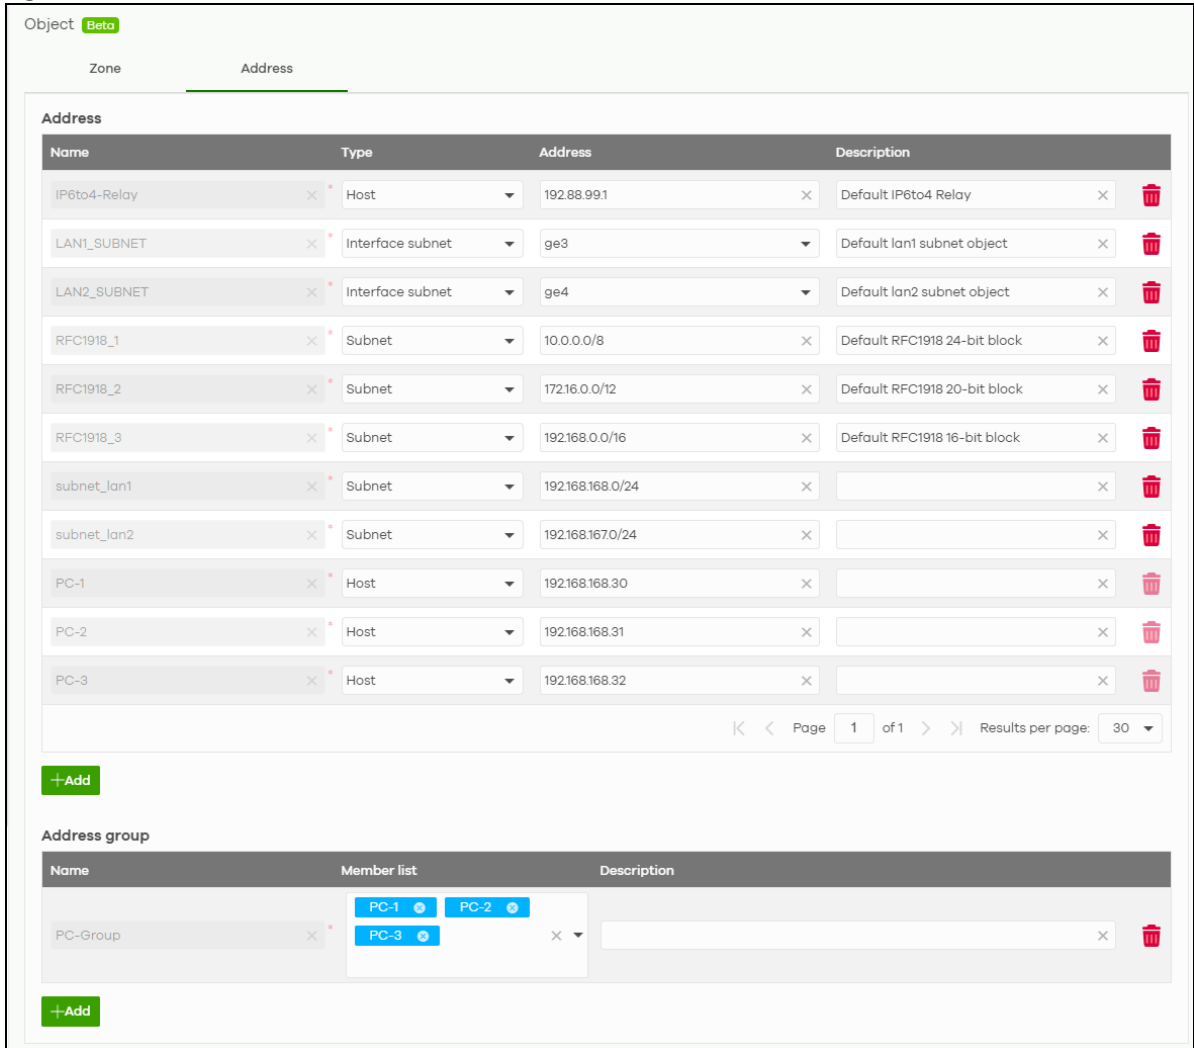 Object Beta
Zone Address
Address
Name Type Address Description
IP6to4-Relay * Host 192.88.99.1 Default IP6to4 Relay
LAN1_SUBNET * Interface subnet ge3 Default lan1 subnet object
LAN2_SUBNET * Interface subnet ge4 Default lan2 subnet object
RFC1918_1 * Subnet 10.0.0.0/8 Default RFC1918 24-bit block
RFC1918_2 * Subnet 172.16.0.0/12 Default RFC1918 20-bit block
RFC1918_3 * Subnet 192.168.0.0/16 Default RFC1918 16-bit block
subnet_lan1 * Subnet 192.168.168.0/24
subnet_lan2 * Subnet 192.168.167.0/24
PC-1 * Host 192.168.168.30
PC-2 * Host 192.168.168.31
PC-3 * Host 192.168.168.32
Page 1 of 1 Results per page: 30
+Add
Address group
Name Member list Description
PC-1 PC-2
PC-Group * PC-3
+Add